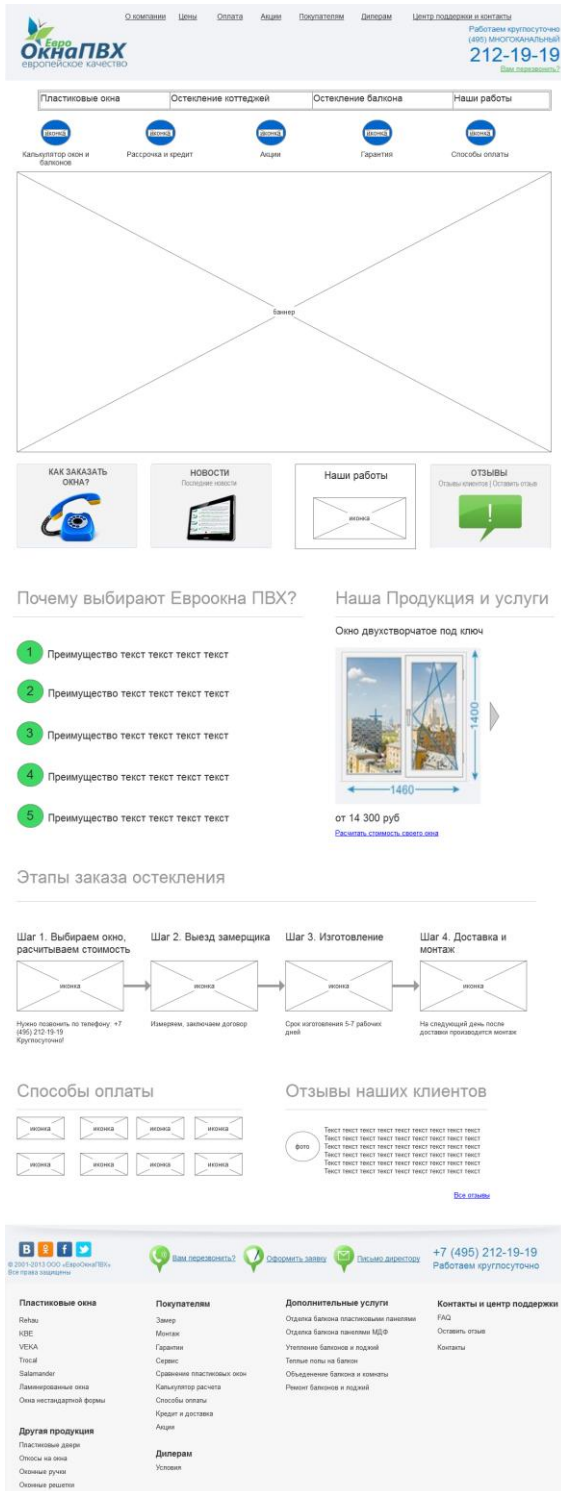 О компании Цены Оплата Акции Покупателям Дилерам Центр поддержки и контакты
Евро
ОкнаПВХ
европейское качество
Работаем круглосуточно
(495) МНОГОКАНАЛЬНЫЙ
212-19-19
Вам перезвонить?
Пластиковые окна Остекление коттеджей Остекление балкона Наши работы
иконка иконка иконка иконка иконка
Калькулятор окон и балконов Рассрочка и кредит Акции Гарантия Способы оплаты
баннер
КАК ЗАКАЗАТЬ
ОКНА?
НОВОСТИ
Последние новости
Наши работы
иконка
ОТЗЫВЫ
Отзывы клиентов | Оставить отзыв
!
Почему выбирают Евроокна ПВХ?
1 Преимущество текст текст текст текст
2 Преимущество текст текст текст текст
3 Преимущество текст текст текст текст
4 Преимущество текст текст текст текст
5 Преимущество текст текст текст текст
Наша Продукция и услуги
Окно двухстворчатое под ключ
1400
1460
от 14 300 руб
Расчитать стоимость своего окна
Этапы заказа остекления
Шаг 1. Выбираем окно,
расчитываем стоимость
иконка
Нужно позвонить по телефону: +7
(495) 212-19-19
Круглосуточно!
Шаг 2. Выезд замерщика
иконка
Измеряем, заключаем договор
Шаг 3. Изготовление
иконка
Срок изготовления 5-7 рабочих
дней
Шаг 4. Доставка и
монтаж
иконка
На следующий день после
доставки производится монтаж
Способы оплаты
иконка иконка иконка иконка
иконка иконка иконка иконка
Отзывы наших клиентов
фото
Текст текст текст текст текст текст текст текст текст
Текст текст текст текст текст текст текст текст текст
Текст текст текст текст текст текст текст текст текст
Текст текст текст текст текст текст текст текст текст
Текст текст текст текст текст текст текст текст текст
Текст текст текст текст текст текст текст текст текст
Все отзывы
© 2001-2013 ООО «ЕвроОкнаПВХ»
Все права защищены
Вам перезвонить? Оформить заявку Письмо директору
+7 (495) 212-19-19
Работаем круглосуточно
Пластиковые окна
Rehau
KBE
VEKA
Trocal
Salamander
Ламинированные окна
Окна нестандартной формы
Другая продукция
Пластиковые двери
Откосы на окна
Оконные ручки
Оконные решетки
Покупателям
Замер
Монтаж
Гарантии
Сервис
Сравнение пластиковых окон
Калькулятор расчета
Способы оплаты
Кредит и доставка
Акции
Дилерам
Условия
Дополнительные услуги
Отделка балкона пластиковыми панелями
Отделка балкона панелями МДФ
Утепление балконов и лоджий
Теплые полы на балкон
Объеденение балкона и комнаты
Ремонт балконов и лоджий
Контакты и центр поддержки
FAQ
Оставить отзыв
Контакты